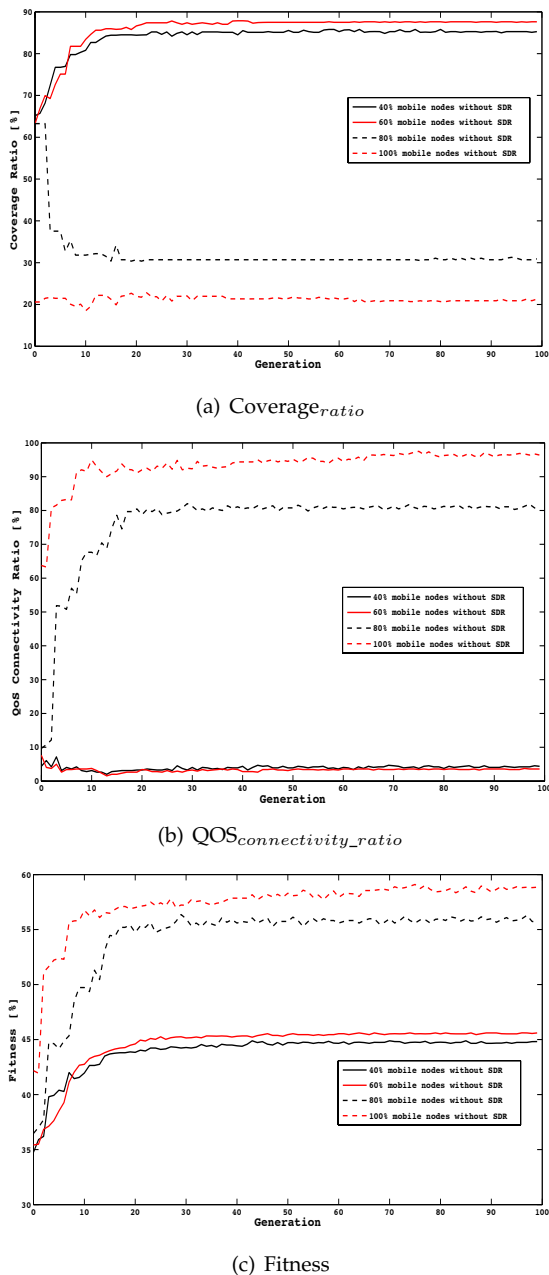 90
80
70
60
50
40
30
20
10
Coverage Ratio [%]
40% mobile nodes without SDR
60% mobile nodes without SDR
80% mobile nodes without SDR
100% mobile nodes without SDR
0 10 20 30 40 50 60 70 80 90 100
Generation
(a) Coverage_ratio
100
90
80
70
60
50
40
30
20
10
0
QoS Connectivity Ratio [%]
40% mobile nodes without SDR
60% mobile nodes without SDR
80% mobile nodes without SDR
100% mobile nodes without SDR
0 10 20 30 40 50 60 70 80 90 100
Generation
(b) QOS_connectivity_ratio
60
55
50
45
40
35
30
Fitness [%]
40% mobile nodes without SDR
60% mobile nodes without SDR
80% mobile nodes without SDR
100% mobile nodes without SDR
0 10 20 30 40 50 60 70 80 90 100
Generation
(c) Fitness